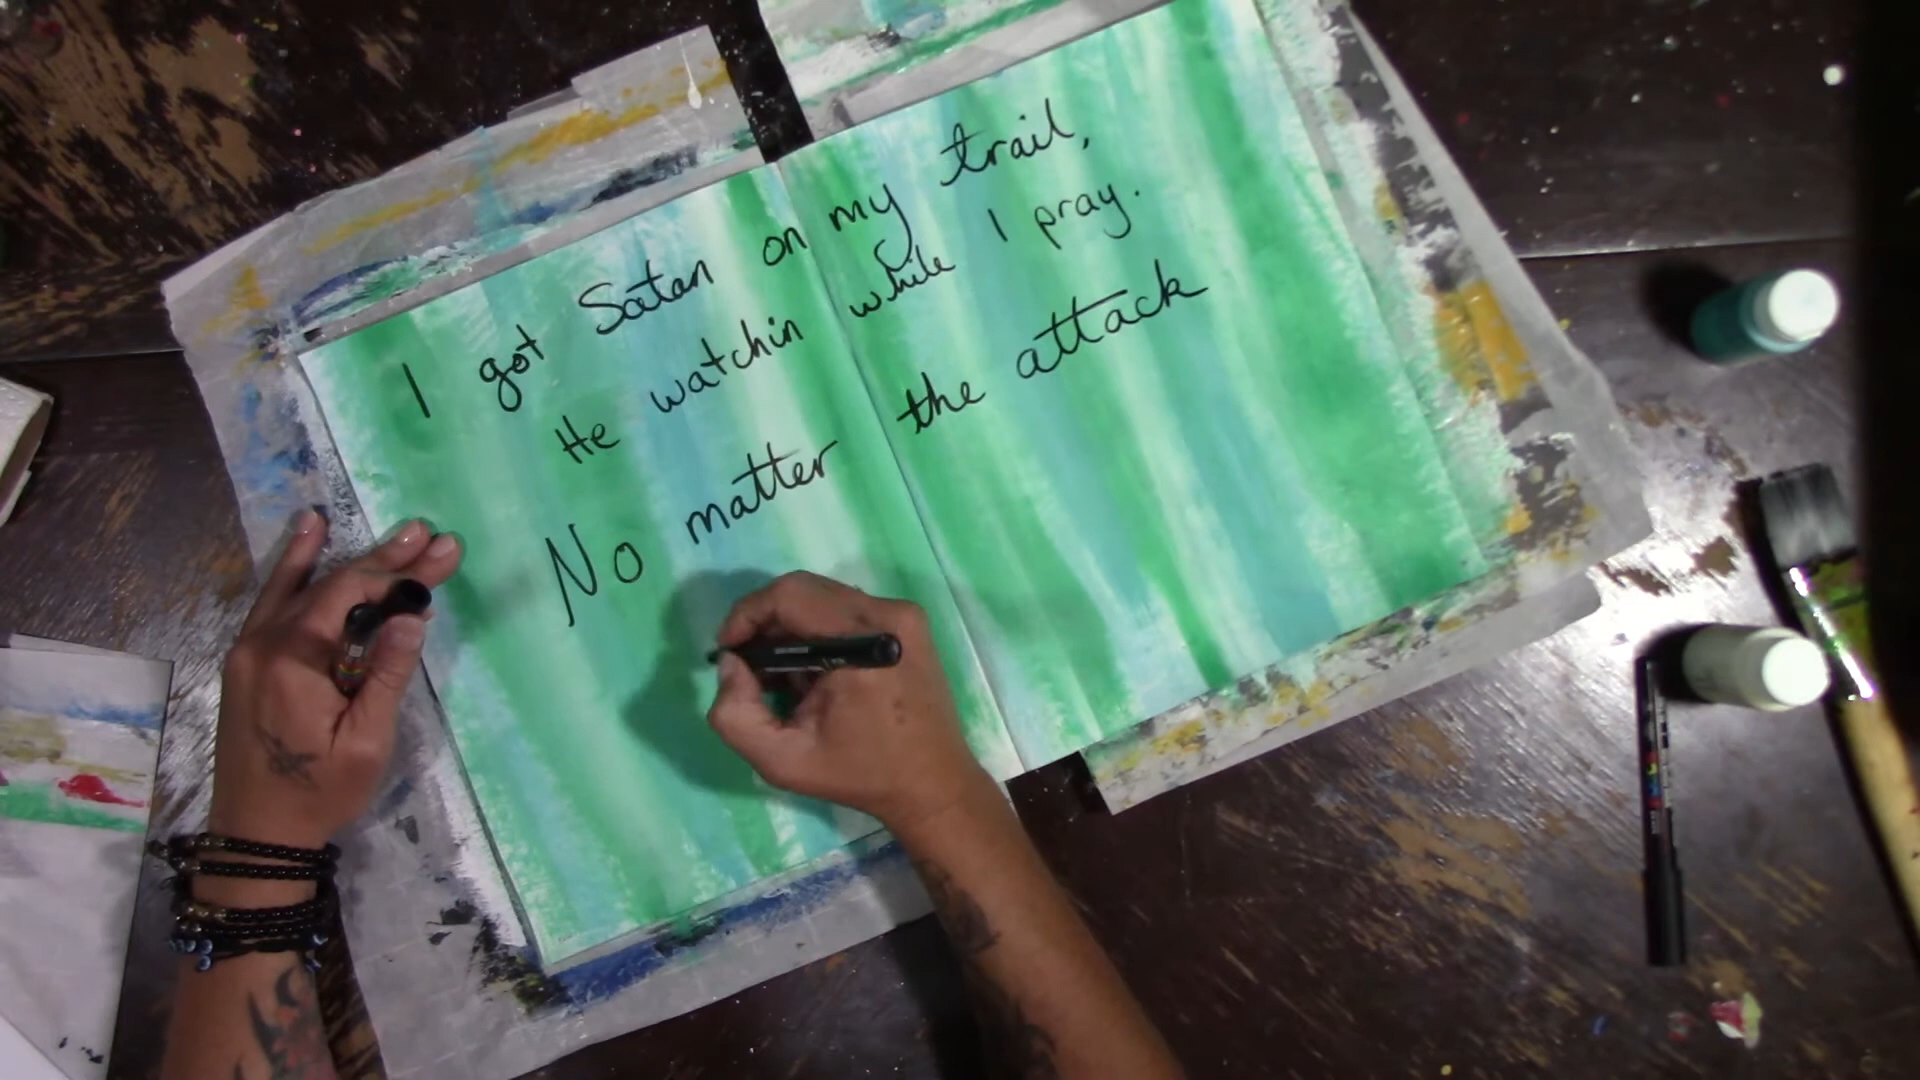 I got Satan on my trail,
He watchin while I pray.
No matter the attack